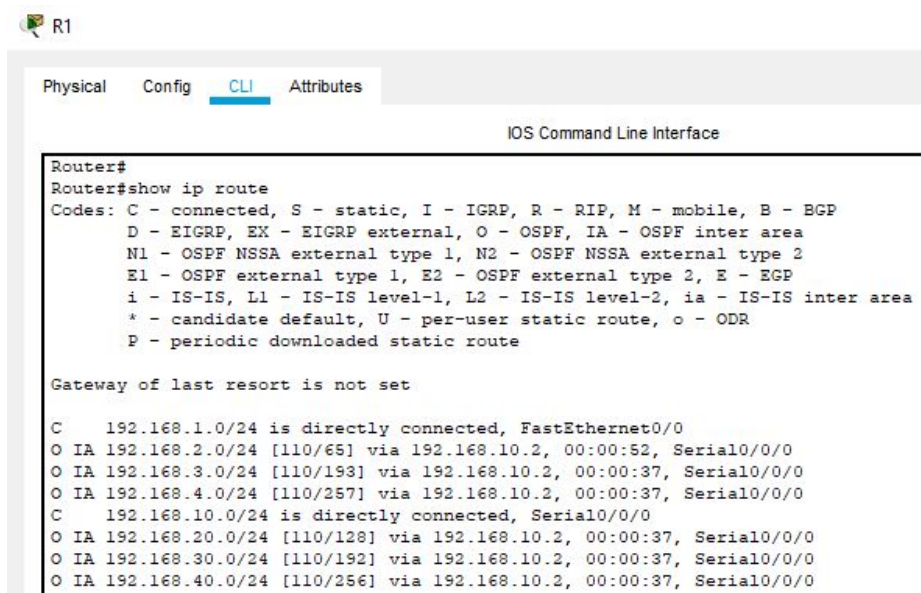 R1
Physical Config CLI Attributes
IOS Command Line Interface
Router#
Router#show ip route
Codes: C - connected, S - static, I - IGRP, R - RIP, M - mobile, B - BGP
D - EIGRP, EX - EIGRP external, O - OSPF, IA - OSPF inter area
N1 - OSPF NSSA external type 1, N2 - OSPF NSSA external type 2
E1 - OSPF external type 1, E2 - OSPF external type 2, E - EGP
i - IS-IS, L1 - IS-IS level-1, L2 - IS-IS level-2, ia - IS-IS inter area
* - candidate default, U - per-user static route, o - ODR
P - periodic downloaded static route
Gateway of last resort is not set
C 192.168.1.0/24 is directly connected, FastEthernet0/0
O IA 192.168.2.0/24 [110/65] via 192.168.10.2, 00:00:52, Serial0/0/0
O IA 192.168.3.0/24 [110/193] via 192.168.10.2, 00:00:37, Serial0/0/0
O IA 192.168.4.0/24 [110/257] via 192.168.10.2, 00:00:37, Serial0/0/0
C 192.168.10.0/24 is directly connected, Serial0/0/0
O IA 192.168.20.0/24 [110/128] via 192.168.10.2, 00:00:37, Serial0/0/0
O IA 192.168.30.0/24 [110/192] via 192.168.10.2, 00:00:37, Serial0/0/0
O IA 192.168.40.0/24 [110/256] via 192.168.10.2, 00:00:37, Serial0/0/0